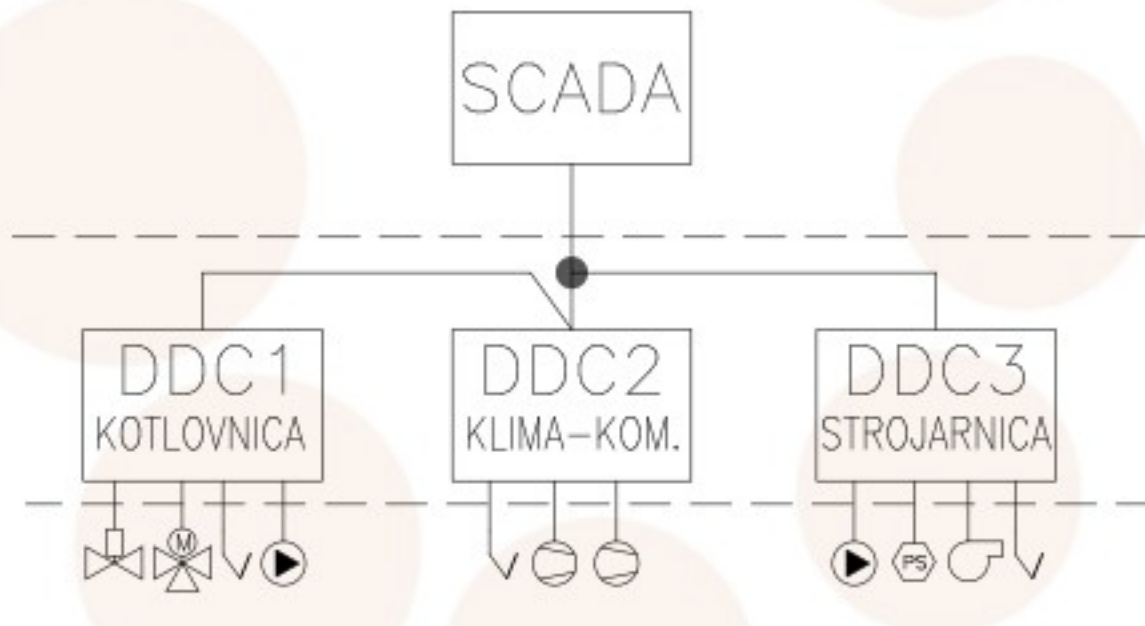 SCADA
DDC1
KOTLOVNICA
DDC2
KLIMA-KOM.
DDC3
STROJARNICA
M
PS